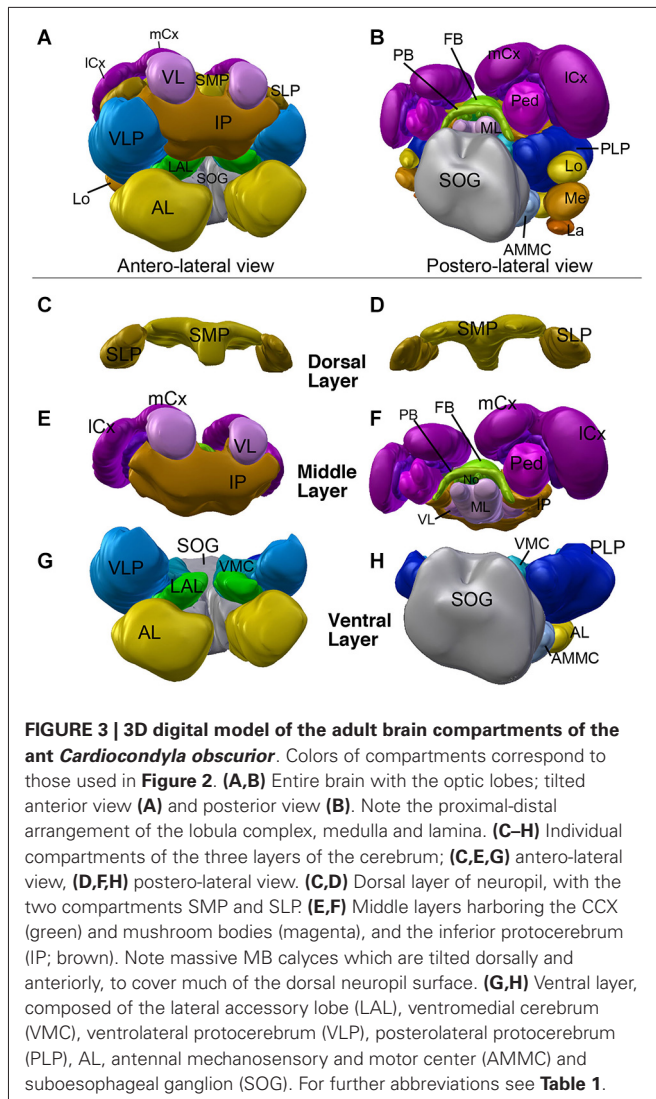 A
mCx
lCx
VL
SMP
SLP
IP
VLP
LAL
SOG
Lo
AL
Antero-lateral view
B
FB
PB
mCx
lCx
Ped
ML
PLP
SOG
Lo
Me
La
AMMC
Postero-lateral view
C
SMP
SLP
D
SMP
SLP
Dorsal
Layer
E
mCx
lCx
VL
IP
Middle
Layer
F
PB
FB
mCx
lCx
Ped
No
IP
VL
ML
G
SOG
VLP
VMC
LAL
AL
Ventral
Layer
H
VMC
PLP
SOG
AL
AMMC
FIGURE 3 | 3D digital model of the adult brain compartments of the
ant Cardiocondyla obscurior. Colors of compartments correspond to
those used in Figure 2. (A,B) Entire brain with the optic lobes; tilted
anterior view (A) and posterior view (B). Note the proximal-distal
arrangement of the lobula complex, medulla and lamina. (C–H) Individual
compartments of the three layers of the cerebrum; (C,E,G) antero-lateral
view, (D,F,H) postero-lateral view. (C,D) Dorsal layer of neuropil, with the
two compartments SMP and SLP. (E,F) Middle layers harboring the CCX
(green) and mushroom bodies (magenta), and the inferior protocerebrum
(IP; brown). Note massive MB calyces which are tilted dorsally and
anteriorly, to cover much of the dorsal neuropil surface. (G,H) Ventral layer,
composed of the lateral accessory lobe (LAL), ventromedial cerebrum
(VMC), ventrolateral protocerebrum (VLP), posterolateral protocerebrum
(PLP), AL, antennal mechanosensory and motor center (AMMC) and
suboesophageal ganglion (SOG). For further abbreviations see Table 1.